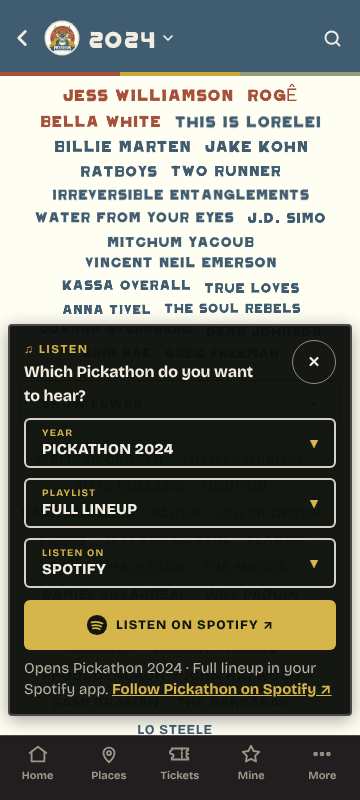 2024
JESS WILLIAMSON ROGÊ
BELLA WHITE THIS IS LORELEI
BILLIE MARTEN JAKE KOHN
RATBOYS TWO RUNNER
IRREVERSIBLE ENTANGLEMENTS
WATER FROM YOUR EYES J.D. SIMO
MITCHUM YACOUB
VINCENT NEIL EMERSON
KASSA OVERALL TRUE LOVES
ANNA TIVEL THE SOUL REBELS
♫ LISTEN
Which Pickathon do you want
to hear?
×
YEAR
PICKATHON 2024 ▼
PLAYLIST
FULL LINEUP ▼
LISTEN ON
SPOTIFY ▼
LISTEN ON SPOTIFY ↗
Opens Pickathon 2024 · Full lineup in your
Spotify app. Follow Pickathon on Spotify ↗
LO STEELE
Home Places Tickets Mine More